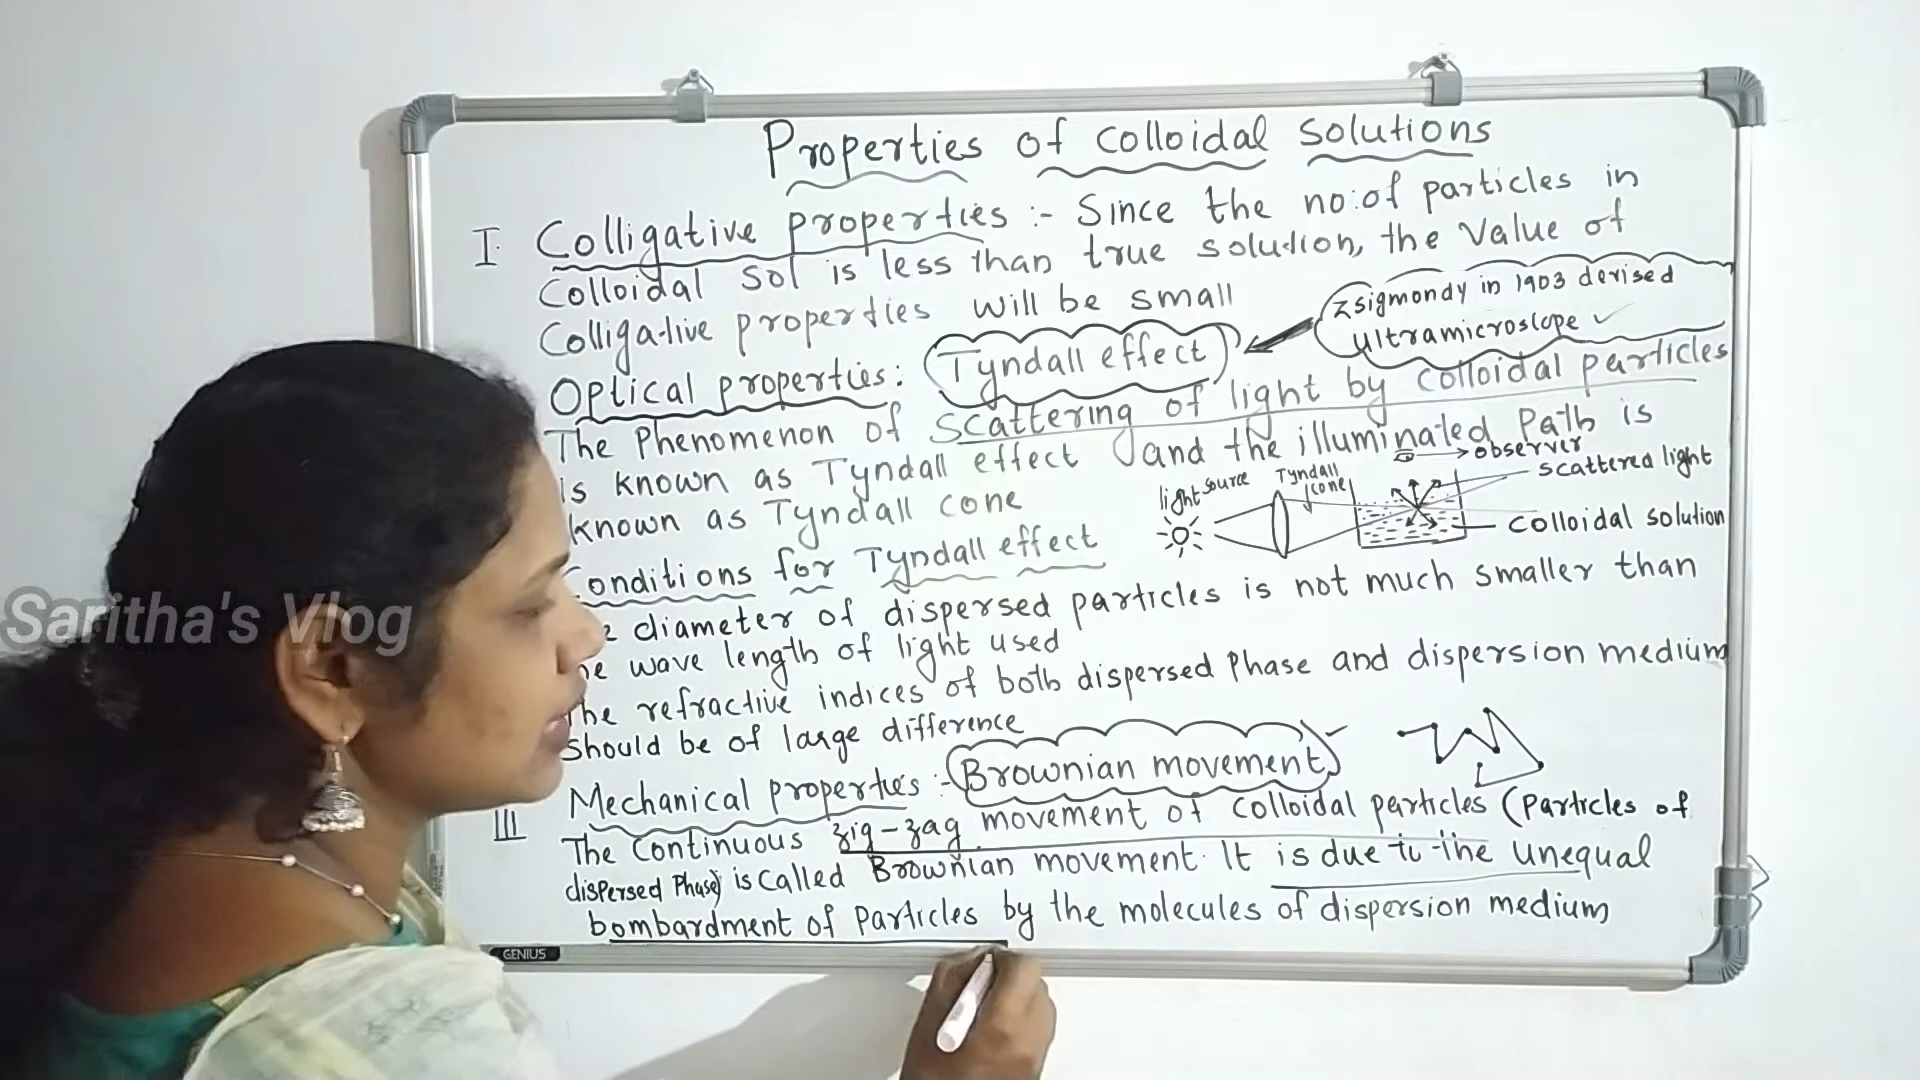 Properties of colloidal solutions
I. Colligative properties :- Since the no:of particles in
Colloidal Sol is less than true solution, the value of
Colligative properties will be small
Zsigmondy in 1903 derised
ultramicroscope ✓
Optical properties: Tyndall effect
The Phenomenon of scattering of light by colloidal particles
is known as Tyndall effect and the illuminated Path is
known as Tyndall cone
observer
scattered light
light source
Tyndall cone
colloidal solution
Conditions for Tyndall effect
diameter of dispersed particles is not much smaller than
wave length of light used
The refractive indices of both dispersed Phase and dispersion medium
should be of large difference
III Mechanical properties :- Brownian movement
The Continuous zig-zag movement of colloidal particles (Particles of
dispersed Phase) is called Brownian movement. It is due to the unequal
bombardment of Particles by the molecules of dispersion medium
GENIUS
Saritha's Vlog